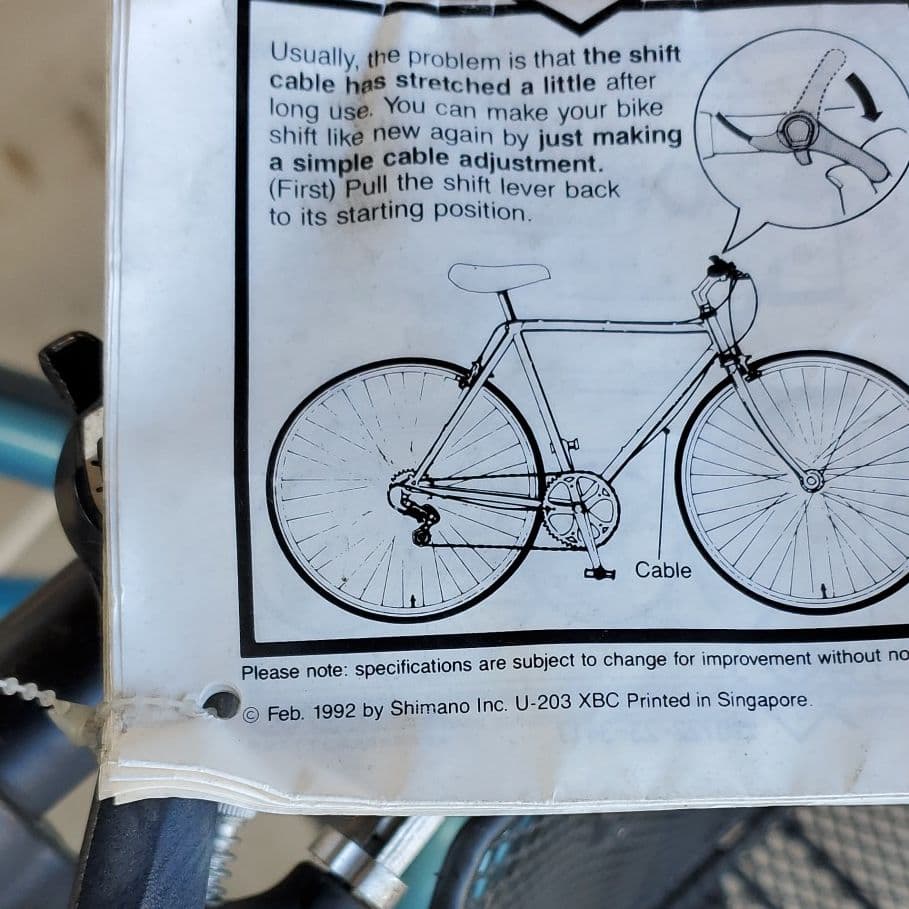 Usually, the problem is that the shift
cable has stretched a little after
long use. You can make your bike
shift like new again by just making
a simple cable adjustment.
(First) Pull the shift lever back
to its starting position.
Cable
Please note: specifications are subject to change for improvement without
© Feb. 1992 by Shimano Inc. U-203 XBC Printed in Singapore.